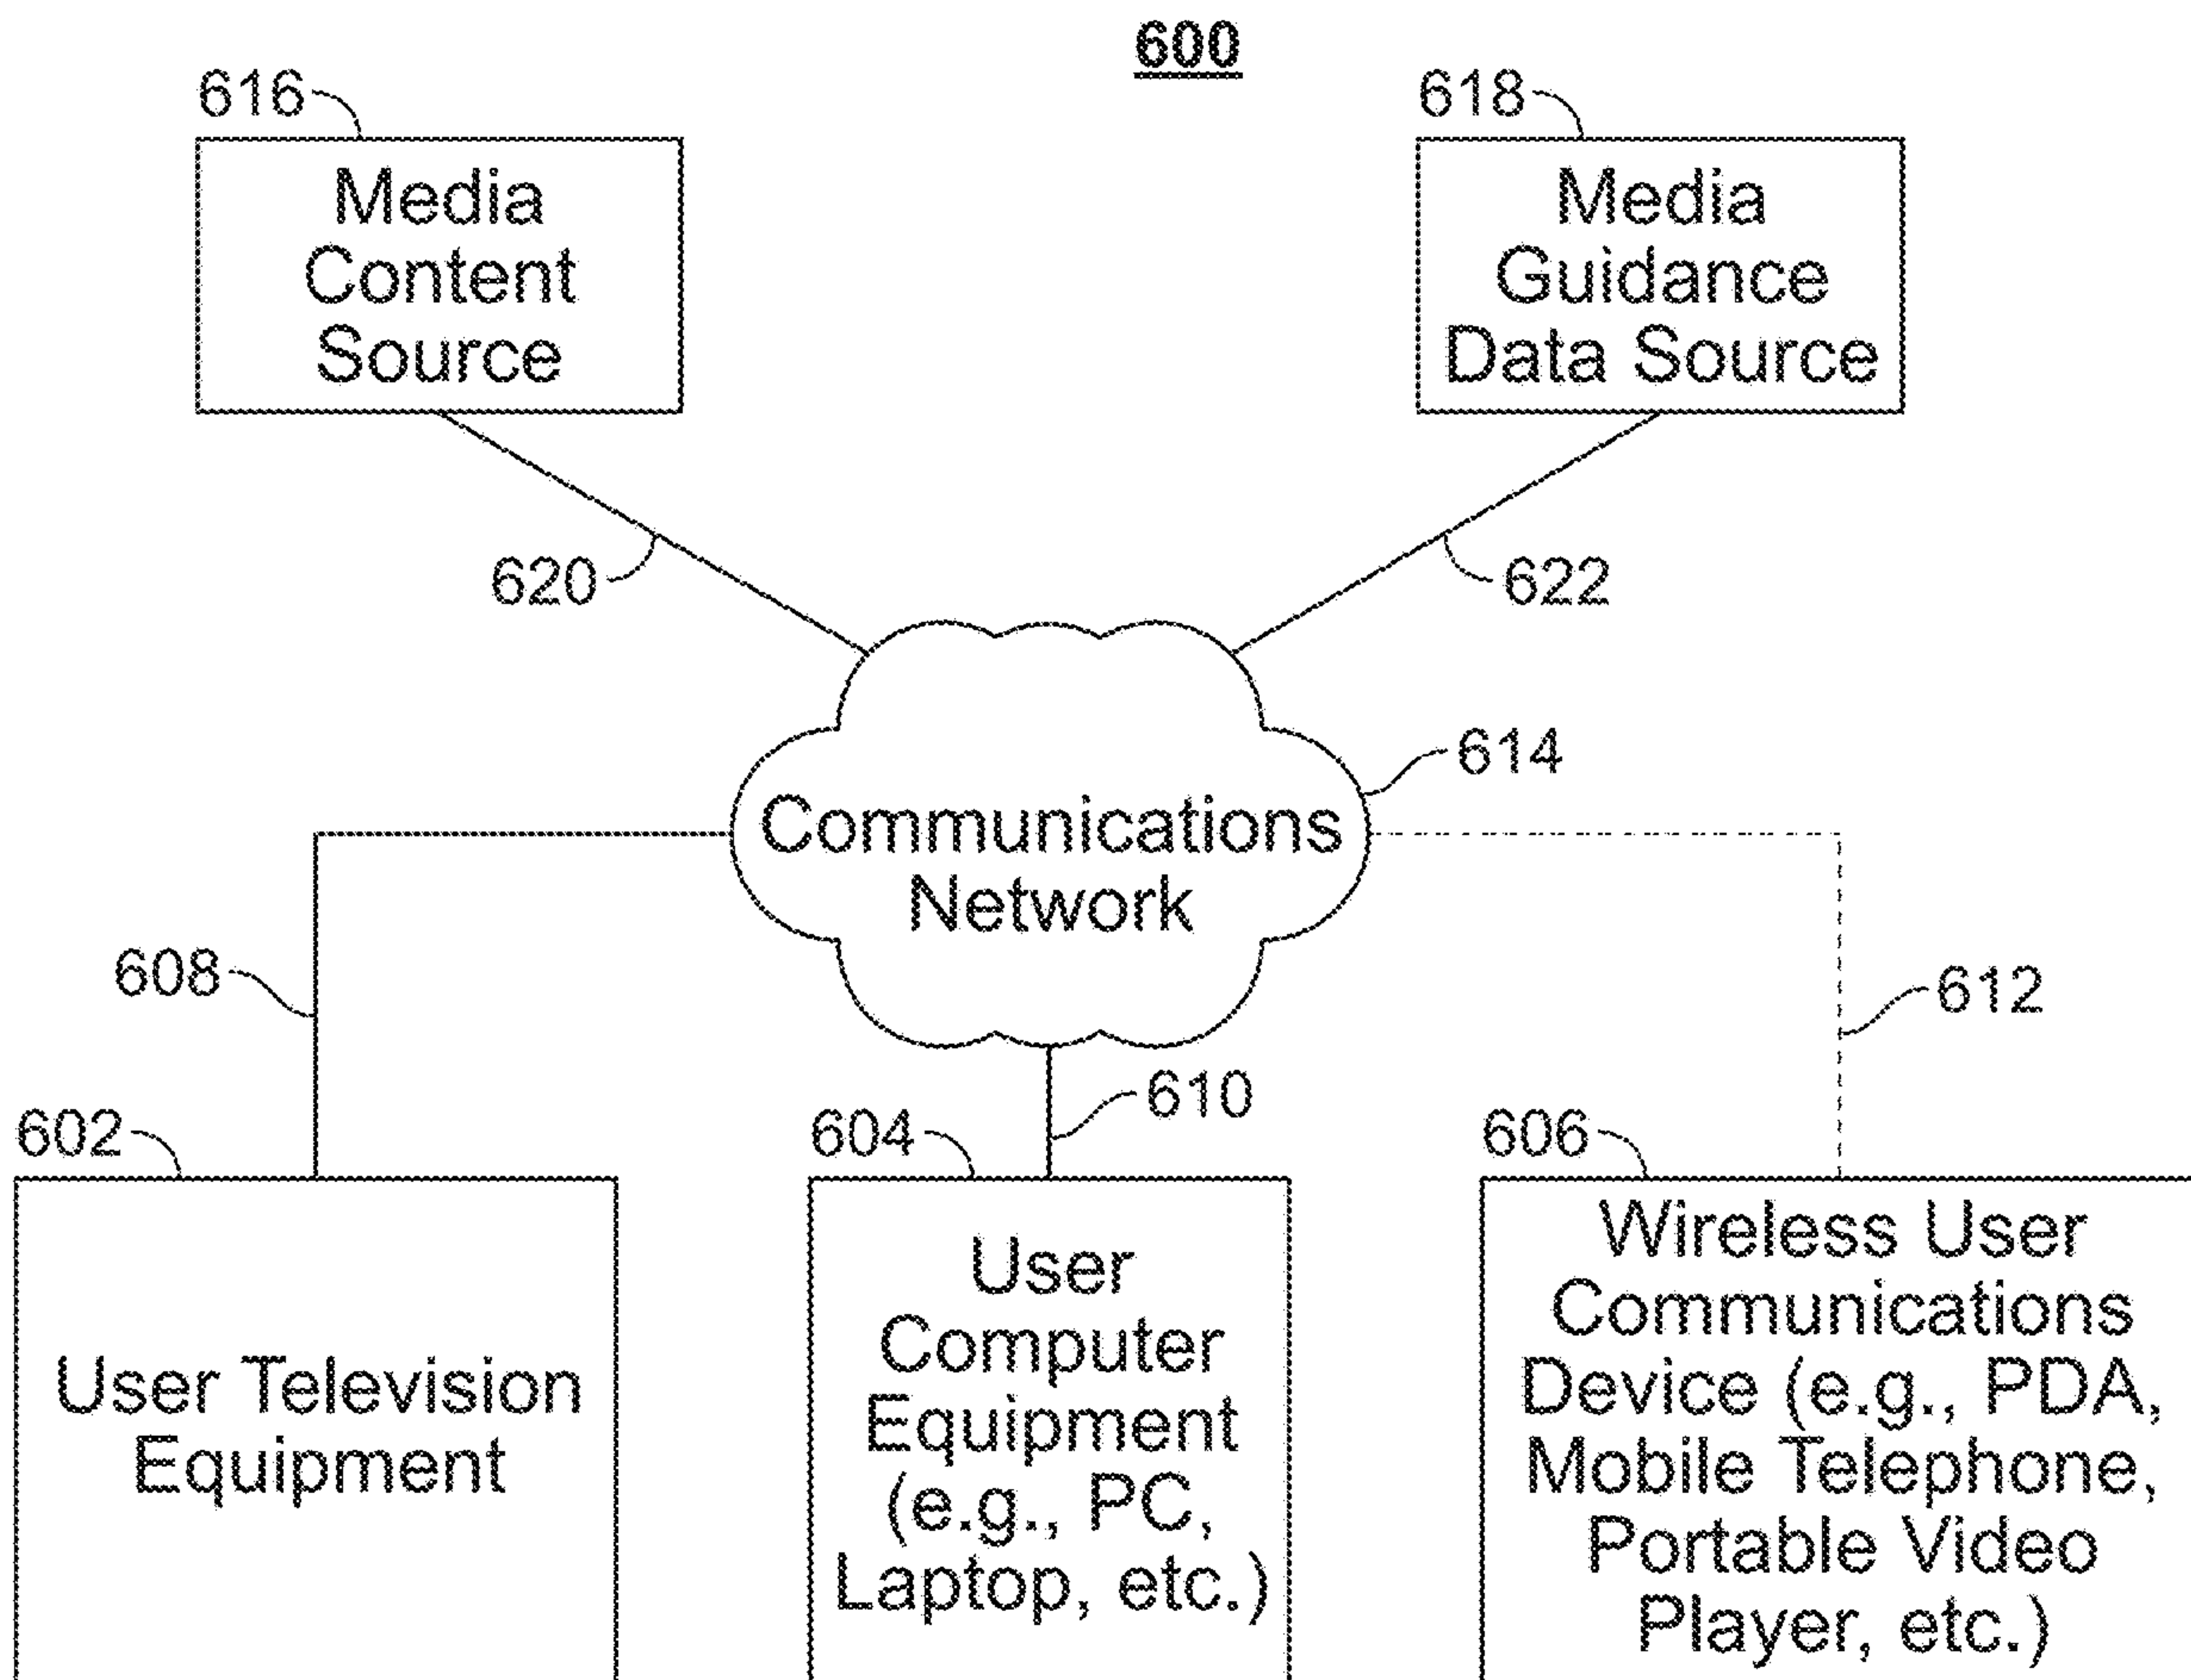 600
616
618
Media
Content
Source
Media
Guidance
Data Source
620
622
614
Communications
Network
608
612
610
602
604
606
User Television
Equipment
User
Computer
Equipment
(e.g., PC,
Laptop, etc.)
Wireless User
Communications
Device (e.g., PDA,
Mobile Telephone,
Portable Video
Player, etc.)